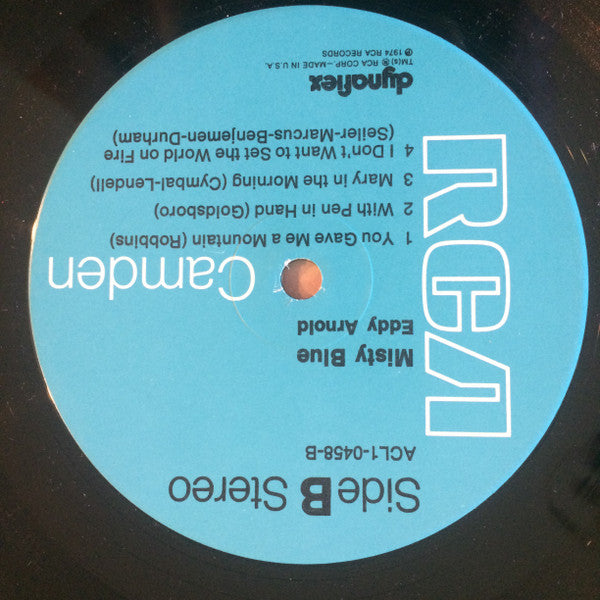 Side B Stereo
ACL1-0458-B
RCA
Misty Blue
Eddy Arnold
Camden
1 You Gave Me a Mountain (Robbins)
2 With Pen in Hand (Goldsboro)
3 Mary in the Morning (Cymbal-Lendell)
4 I Don't Want to Set the World on Fire
(Seiler-Marcus-Benjemen-Durham)
dynaflex
TM(s) ® RCA CORP.—MADE IN U.S.A.
℗ 1974 RCA RECORDS